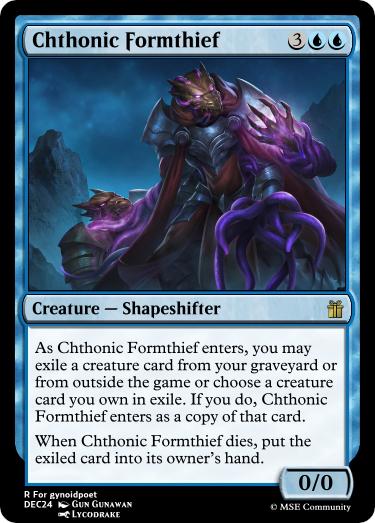 Chthonic Formthief 3
Creature — Shapeshifter
As Chthonic Formthief enters, you may
exile a creature card from your graveyard or
from outside the game or choose a creature
card you own in exile. If you do, Chthonic
Formthief enters as a copy of that card.
When Chthonic Formthief dies, put the
exiled card into its owner's hand.
0/0
R For gynoidpoet
DEC24 Gun Gunawan
Lycodrake
© MSE Community